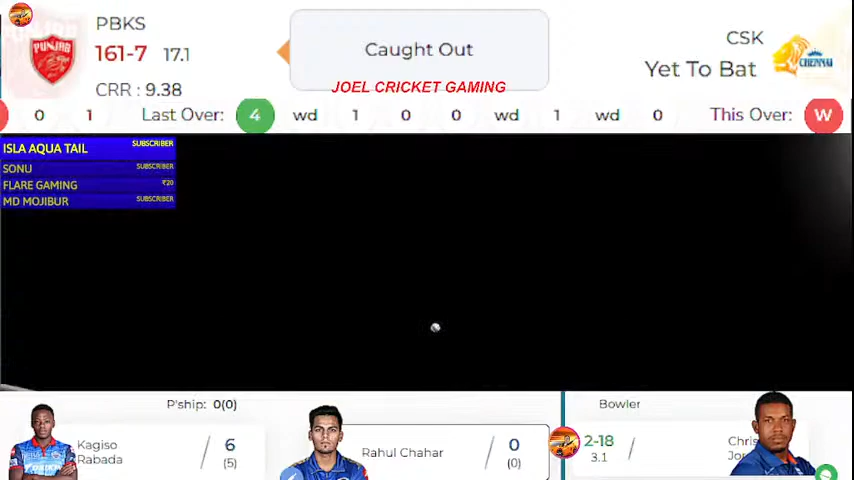 PBKS
161-7 17.1
CRR : 9.38
PUNJAB
Caught Out
JOEL CRICKET GAMING
CSK
Yet To Bat
CHENNAI
0 1 Last Over: 4 wd 1 0 0 wd 1 wd 0 This Over: W
ISLA AQUA TAIL SUBSCRIBER
SONU SUBSCRIBER
FLARE GAMING ₹20
MD MOJIBUR SUBSCRIBER
P'ship: 0(0)
Bowler
Kagiso
Rabada
6
(5)
Rahul Chahar
0
(0)
2-18
3.1
Chris